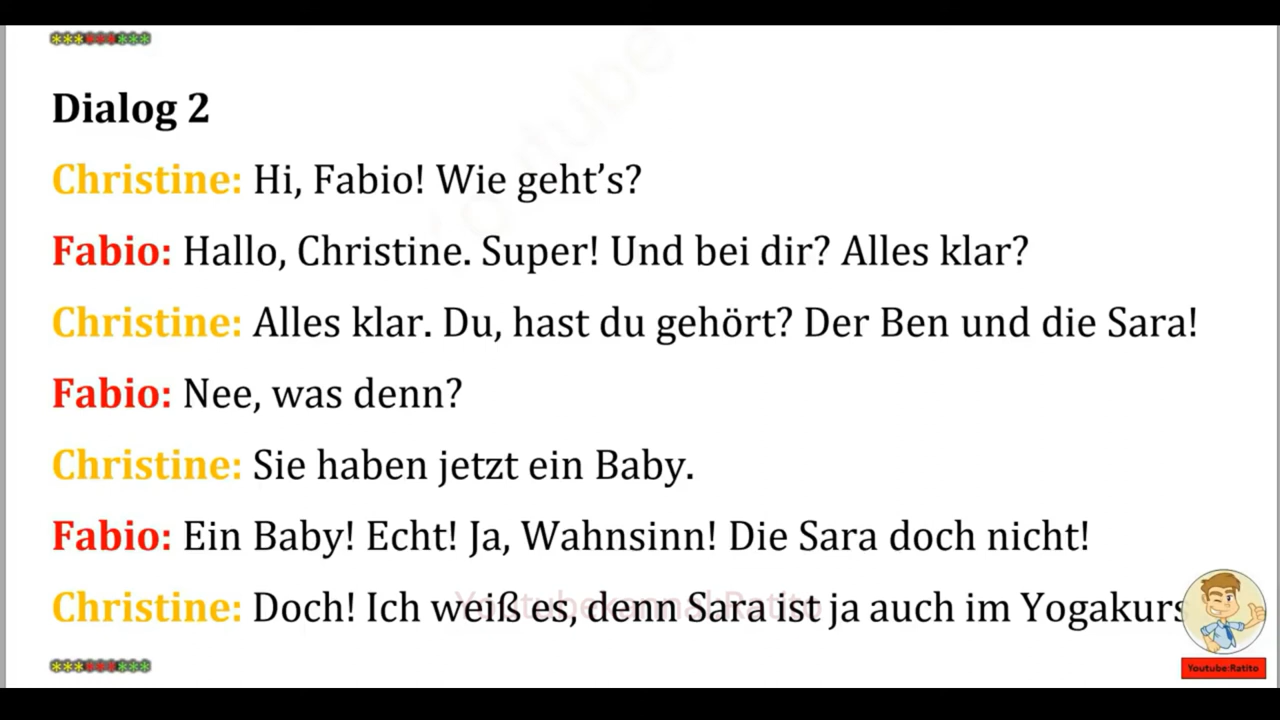 Dialog 2
Christine: Hi, Fabio! Wie geht’s?
Fabio: Hallo, Christine. Super! Und bei dir? Alles klar?
Christine: Alles klar. Du, hast du gehört? Der Ben und die Sara!
Fabio: Nee, was denn?
Christine: Sie haben jetzt ein Baby.
Fabio: Ein Baby! Echt! Ja, Wahnsinn! Die Sara doch nicht!
Christine: Doch! Ich weiß es, denn Sara ist ja auch im Yogakurs
Youtube:Ratito